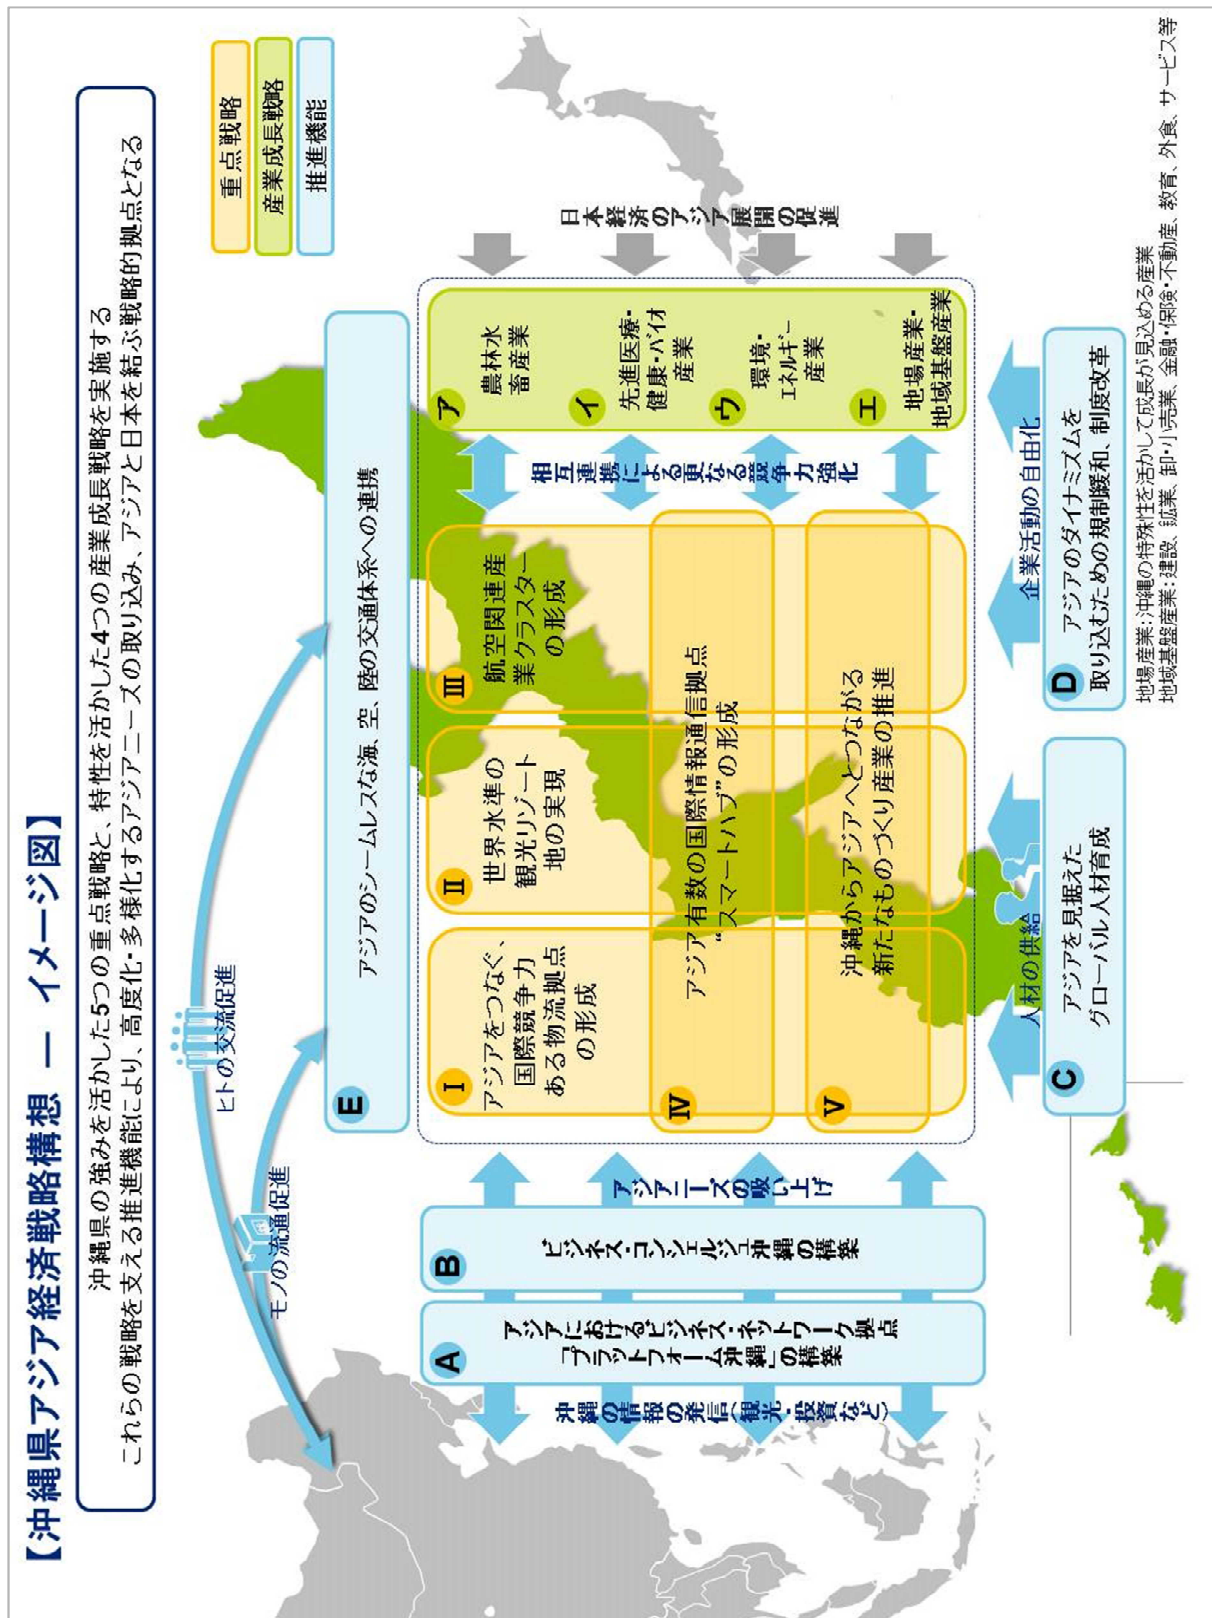 【沖縄県アジア経済戦略構想 ― イメージ図】
沖縄県の強みを活かした5つの重点戦略と、特性を活かした4つの産業成長戦略を実施する
これらの戦略を支える推進機能により、高度化・多様化するアジアニーズの取り込み、アジアと日本を結ぶ戦略的拠点となる
重点戦略
産業成長戦略
推進機能
ヒトの交流促進
モノの流通促進
E
アジアのシームレスな海、空、陸の交通体系への連携
A
アジアにおけるビジネス・ネットワーク拠点
「プラットフォーム沖縄」の構築
B
ビジネス・コンシェルジュ沖縄の構築
沖縄の情報の発信(観光・投資など)
アジアニーズの吸い上げ
Ⅰ
アジアをつなぐ、
国際競争力
ある物流拠点
の形成
Ⅱ
世界水準の
観光リゾート
地の実現
Ⅲ
航空関連産
業クラスター
の形成
Ⅳ
アジア有数の国際情報通信拠点
“スマートハブ”の形成
Ⅴ
沖縄からアジアへとつながる
新たなものづくり産業の推進
相互連携による更なる競争力強化
ア
農林水
畜産業
イ
先進医療・
健康・バイオ
産業
ウ
環境・
エネルギー
産業
エ
地場産業・
地域基盤産業
日本経済のアジア展開の促進
人材の供給
企業活動の自由化
C
アジアを見据えた
グローバル人材育成
D
アジアのダイナミズムを
取り込むための規制緩和、制度改革
地場産業:沖縄の特殊性を活かして成長が見込める産業
地域基盤産業:建設、鉱業、卸・小売業、金融・保険・不動産、教育、外食、サービス等